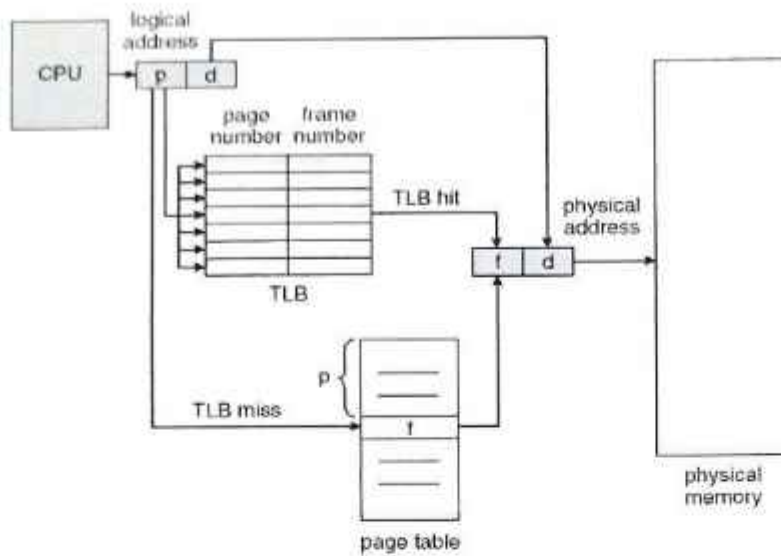 logical
address
CPU
p d
page
number
frame
number
TLB hit
physical
address
f d
TLB
p
TLB miss
f
page table
physical
memory